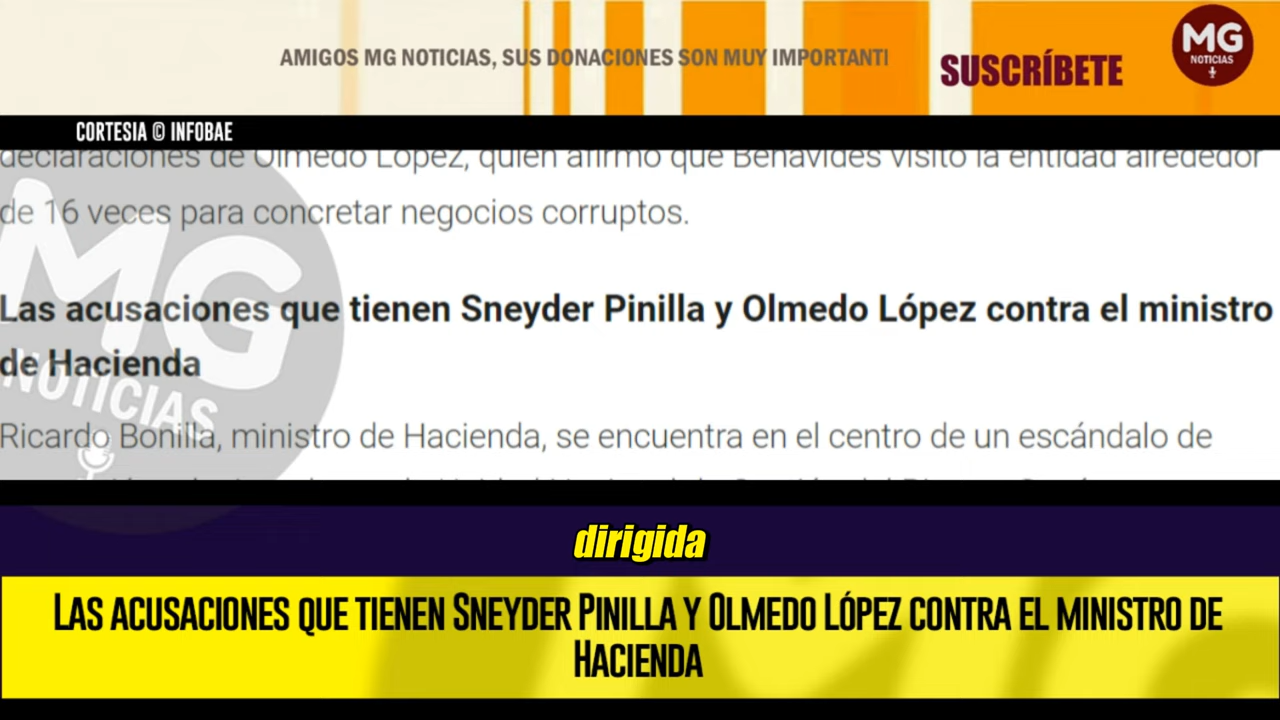 AMIGOS MG NOTICIAS, SUS DONACIONES SON MUY IMPORTANTI
SUSCRÍBETE
MG
NOTICIAS
CORTESIA © INFOBAE
declaraciones de Olmedo López, quien afirmó que Benavides visitó la entidad alrededor
de 16 veces para concretar negocios corruptos.
Las acusaciones que tienen Sneyder Pinilla y Olmedo López contra el ministro
de Hacienda
MG
NOTICIAS
Ricardo Bonilla, ministro de Hacienda, se encuentra en el centro de un escándalo de
dirigida
LAS ACUSACIONES QUE TIENEN SNEYDER PINILLA Y OLMEDO LÓPEZ CONTRA EL MINISTRO DE
HACIENDA